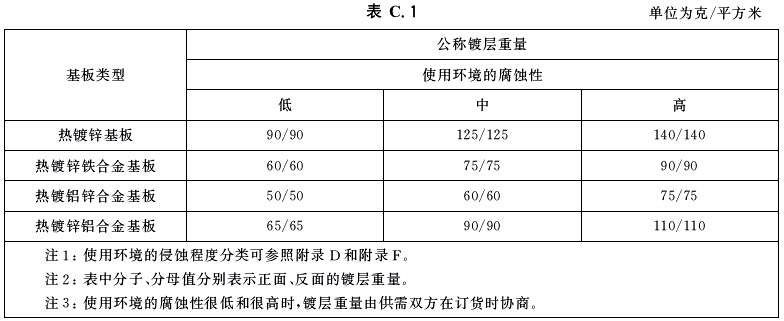 表 C.1
单位为克/平方米
基板类型
公称镀层重量
使用环境的腐蚀性
低 中 高
热镀锌基板 90/90 125/125 140/140
热镀锌铁合金基板 60/60 75/75 90/90
热镀铝锌合金基板 50/50 60/60 75/75
热镀锌铝合金基板 65/65 90/90 110/110
注1：使用环境的侵蚀程度分类可参照附录 D 和附录 F。
注2：表中分子、分母值分别表示正面、反面的镀层重量。
注3：使用环境的腐蚀性很低和很高时，镀层重量由供需双方在订货时协商。